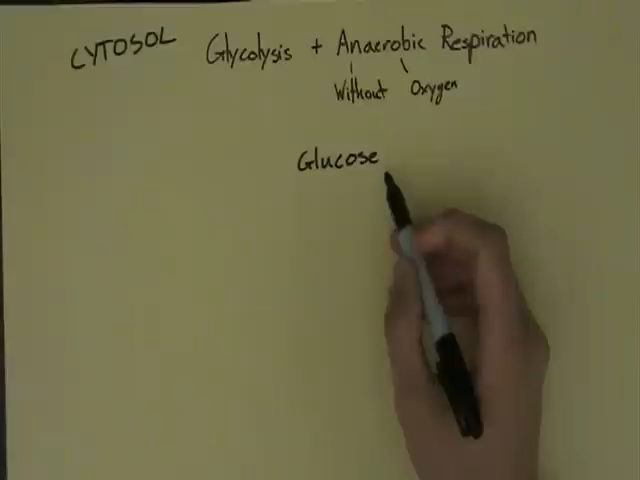 CYTOSOL Glycolysis + Anaerobic Respiration
Without Oxygen
Glucose